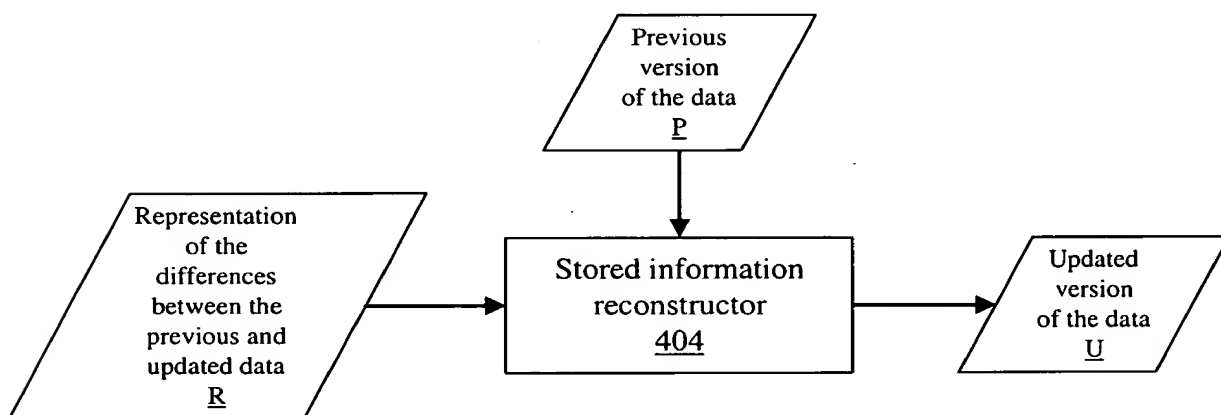 Previous
version
of the data
P
Representation
of the
differences
between the
previous and
updated data
R
Stored information
reconstructor
404
Updated
version
of the data
U